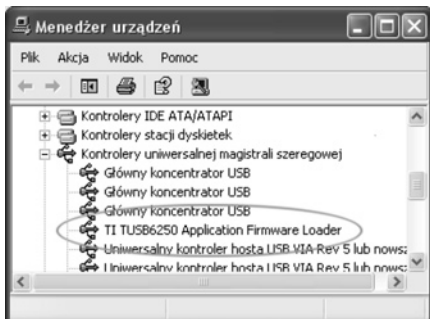 Menedżer urządzeń
Plik Akcja Widok Pomoc
Kontrolery IDE ATA/ATAPI
Kontrolery stacji dyskietek
Kontrolery uniwersalnej magistrali szeregowej
Główny koncentrator USB
Główny koncentrator USB
Główny koncentrator USB
TI TUSB6250 Application Firmware Loader
Uniwersalny kontroler hosta USB VIA Rev 5 lub nowsz
Uniwersalny kontroler hosta USB VIA Rev 5 lub nowsz